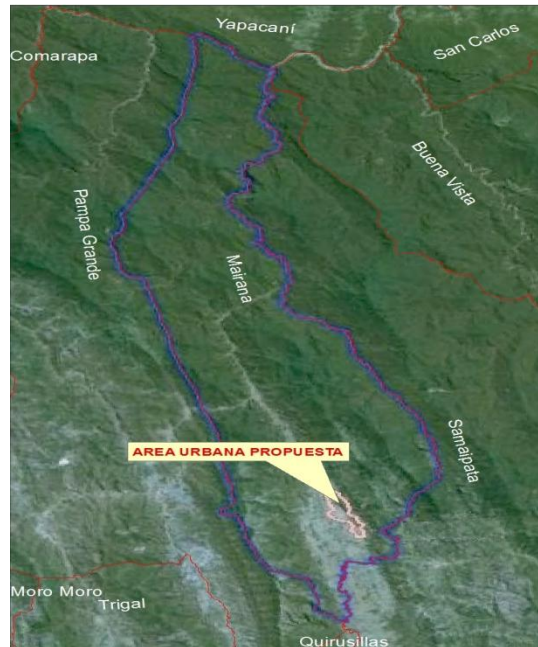 Yapacaní
San Carlos
Comarapa
Buena Vista
Pampa Grande
Mairana
Samaipata
AREA URBANA PROPUESTA
Moro Moro
Trigal
Quirusillas